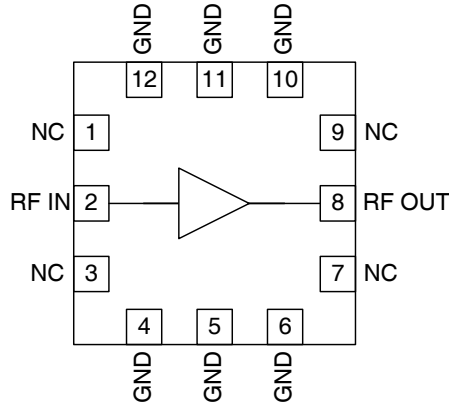 GND GND GND
12 11 10
NC 1 9 NC
RF IN 2 8 RF OUT
NC 3 7 NC
4 5 6
GND GND GND